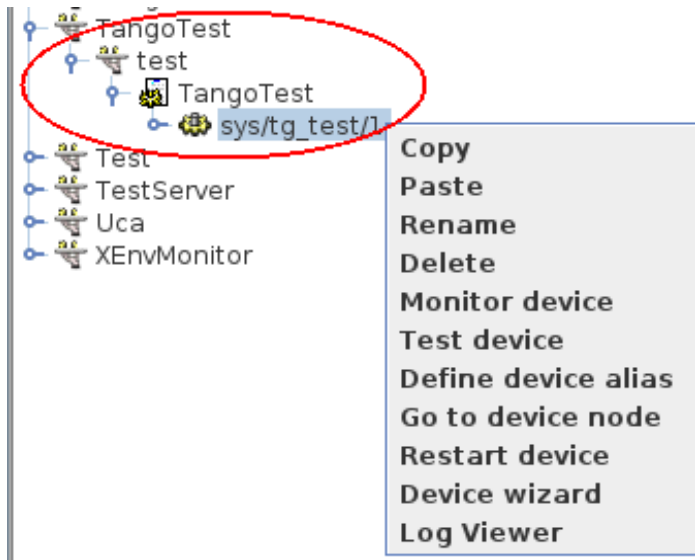 TangoTest
test
TangoTest
sys/tg_test/1
Test
TestServer
Uca
XEnvMonitor
Copy
Paste
Rename
Delete
Monitor device
Test device
Define device alias
Go to device node
Restart device
Device wizard
Log Viewer